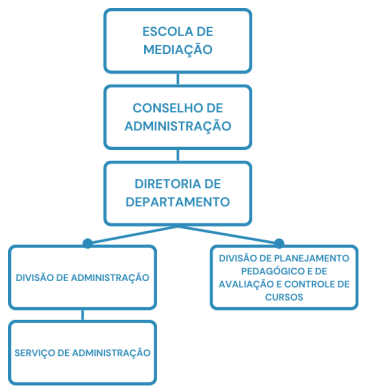 ESCOLA DE
MEDIAÇÃO
CONSELHO DE
ADMINISTRAÇÃO
DIRETORIA DE
DEPARTAMENTO
DIVISÃO DE ADMINISTRAÇÃO
DIVISÃO DE PLANEJAMENTO
PEDAGÓGICO E DE
AVALIAÇÃO E CONTROLE DE
CURSOS
SERVIÇO DE ADMINISTRAÇÃO